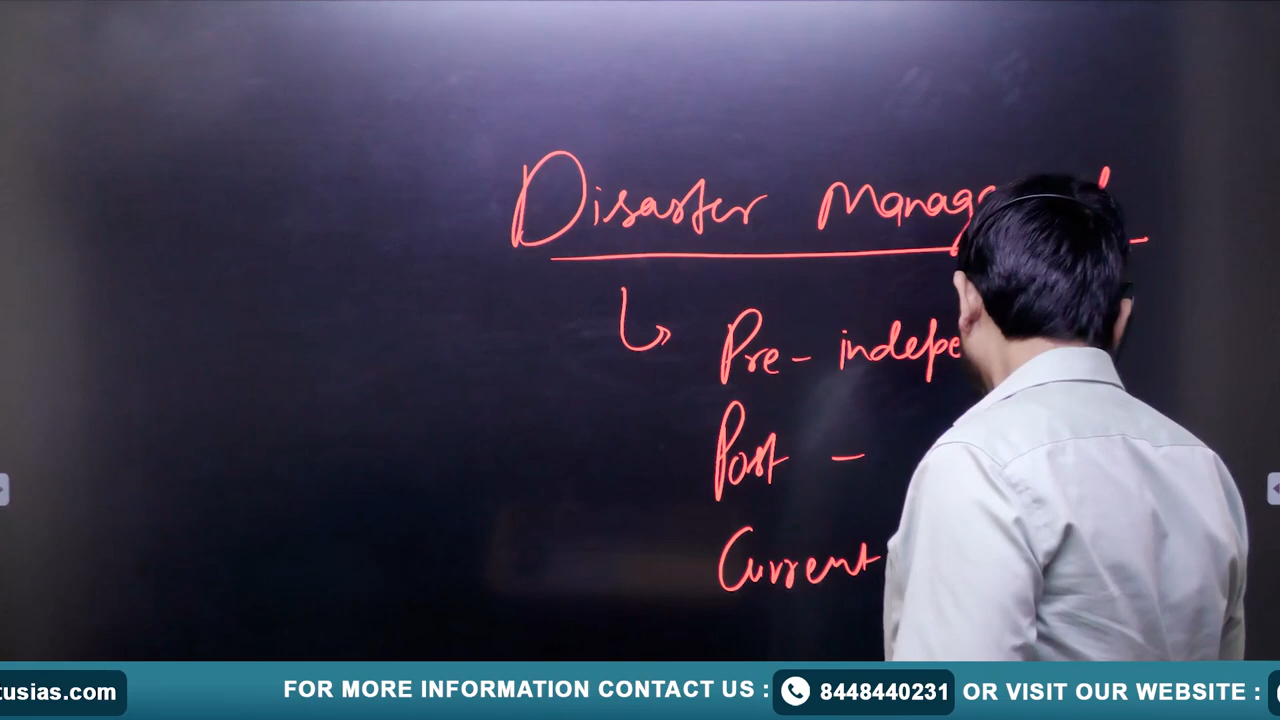 Disaster Manag
Pre - indepe
Post -
Current
tusias.com FOR MORE INFORMATION CONTACT US : 8448440231 OR VISIT OUR WEBSITE :